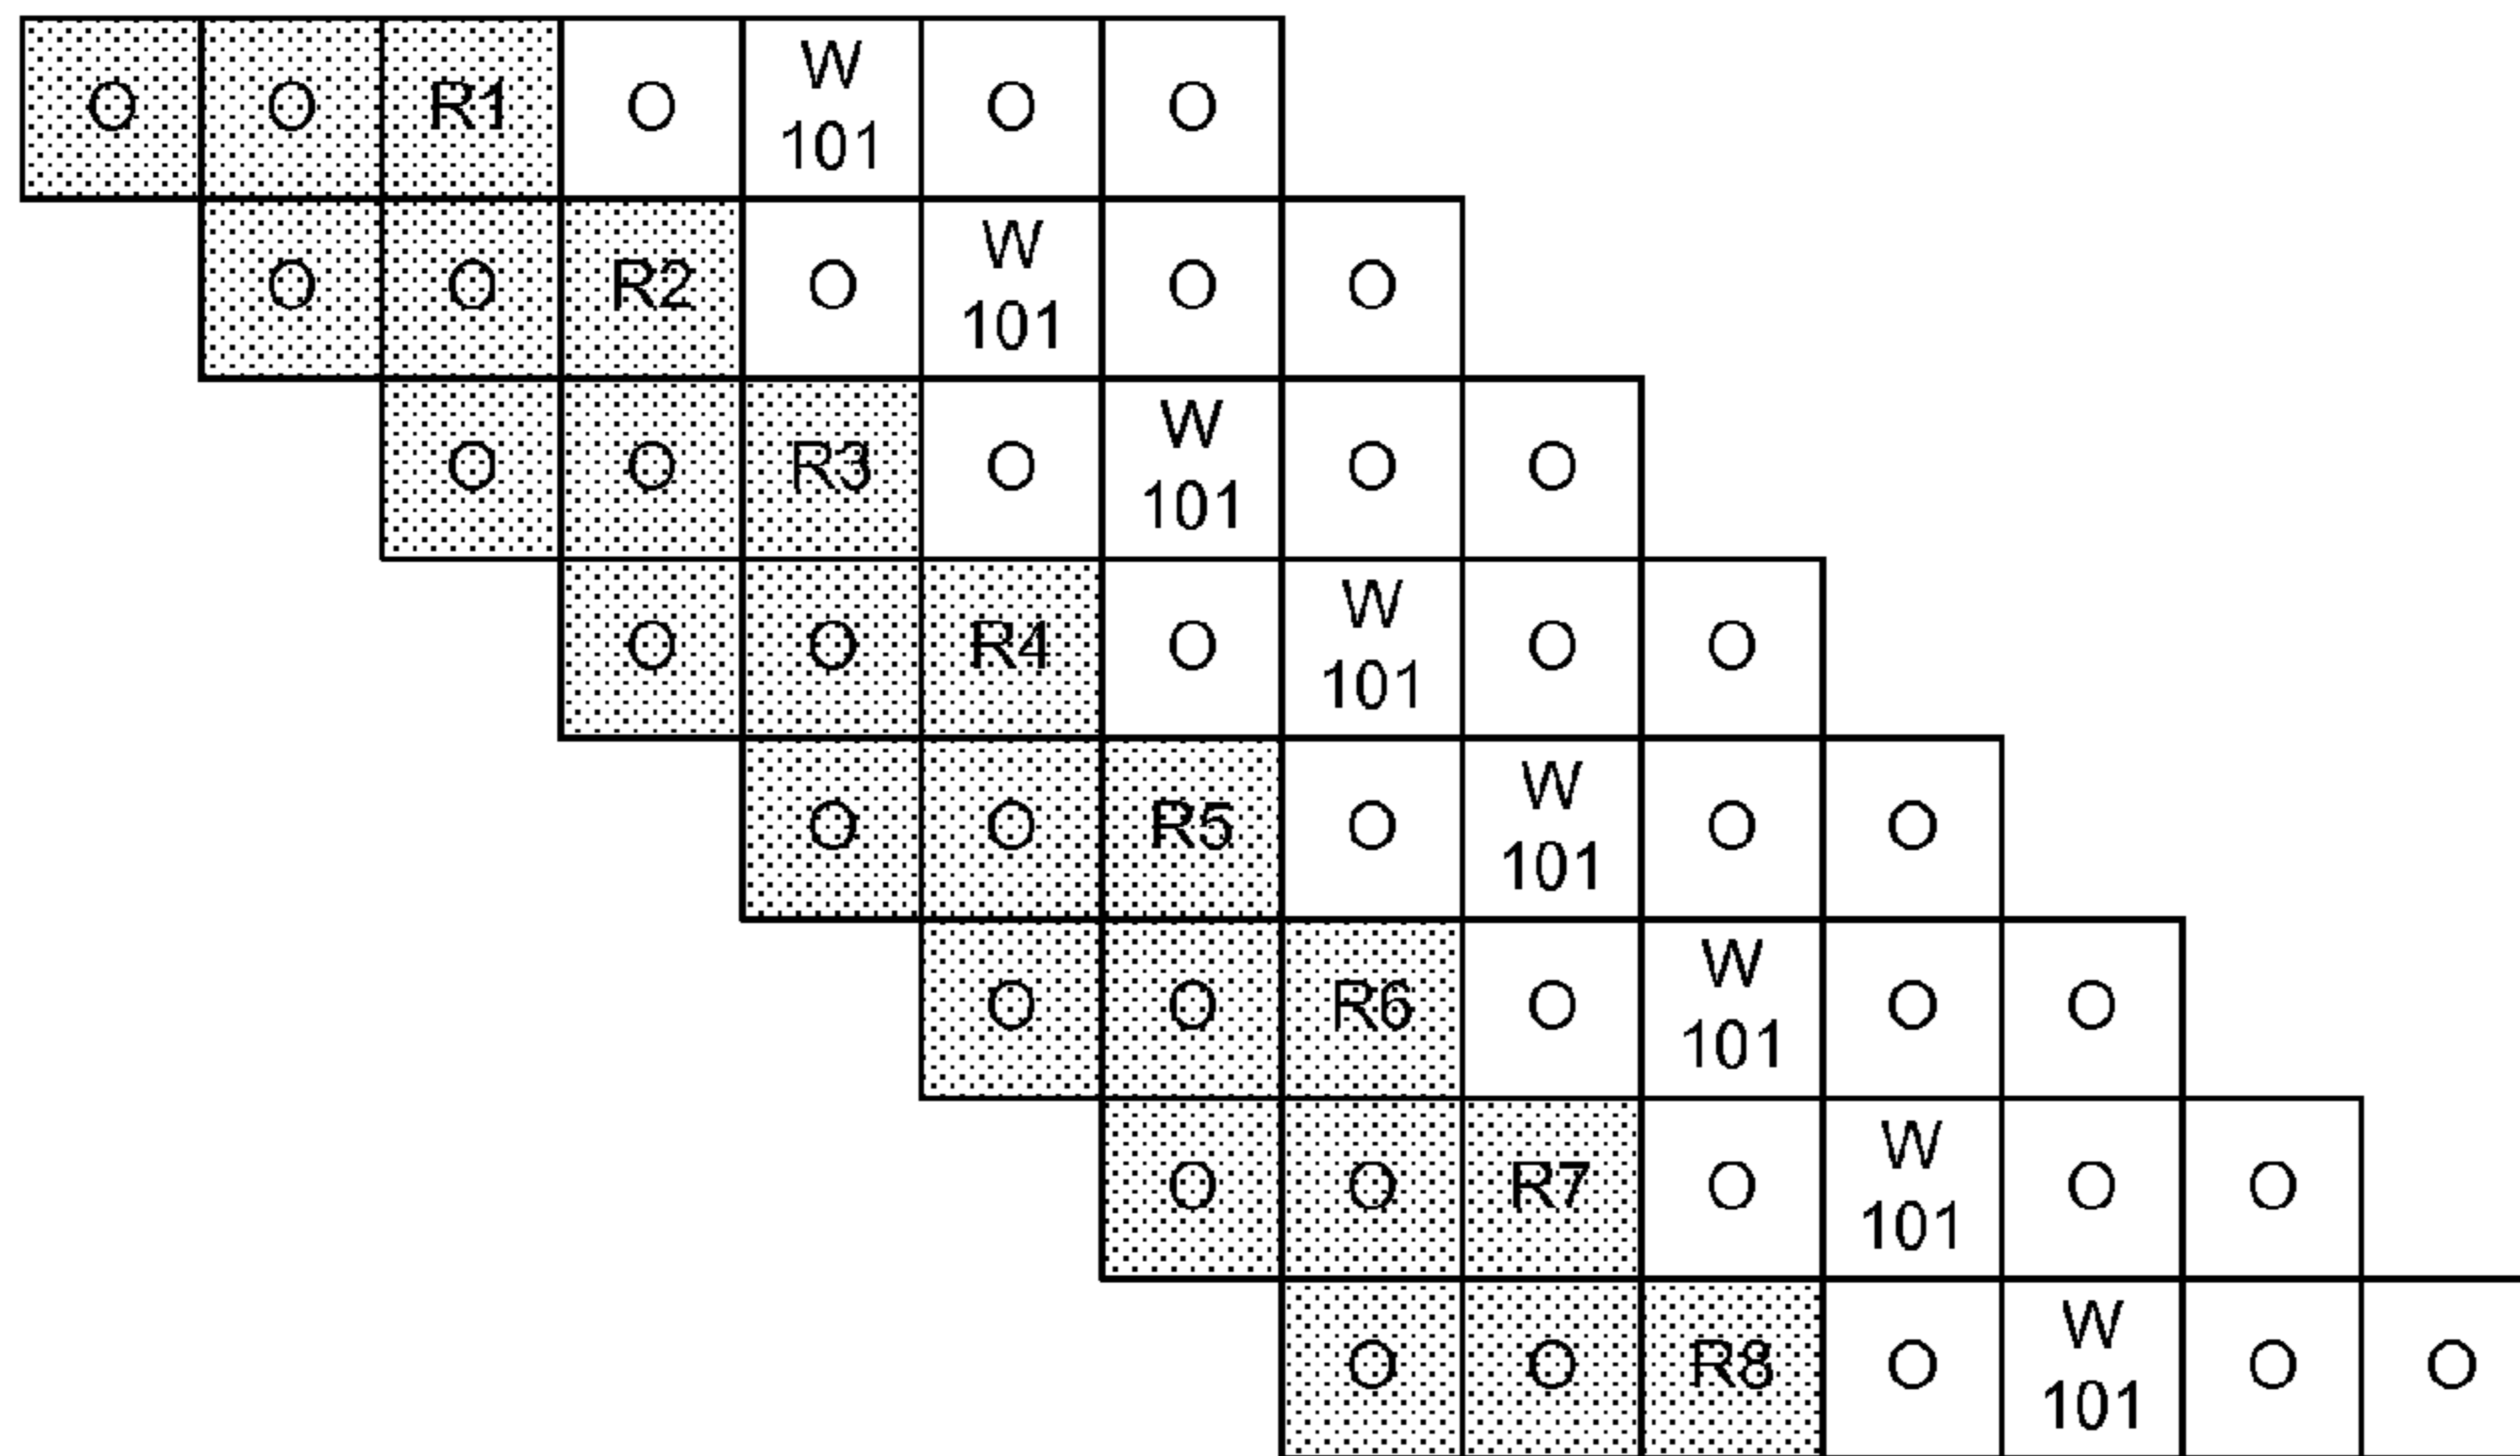 O O R1 O W 101 O O
O O R2 O W 101 O O
O O R3 O W 101 O O
O O R4 O W 101 O O
O O R5 O W 101 O O
O O R6 O W 101 O O
O O R7 O W 101 O O
O O R8 O W 101 O O